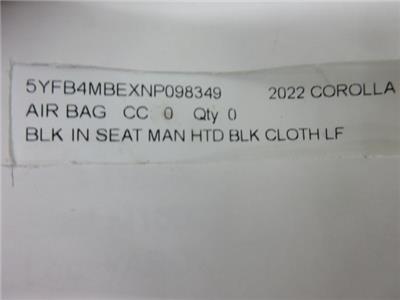 5YFB4MBEXNP098349 2022 COROLLA
AIR BAG CC 0 Qty 0
BLK IN SEAT MAN HTD BLK CLOTH LF